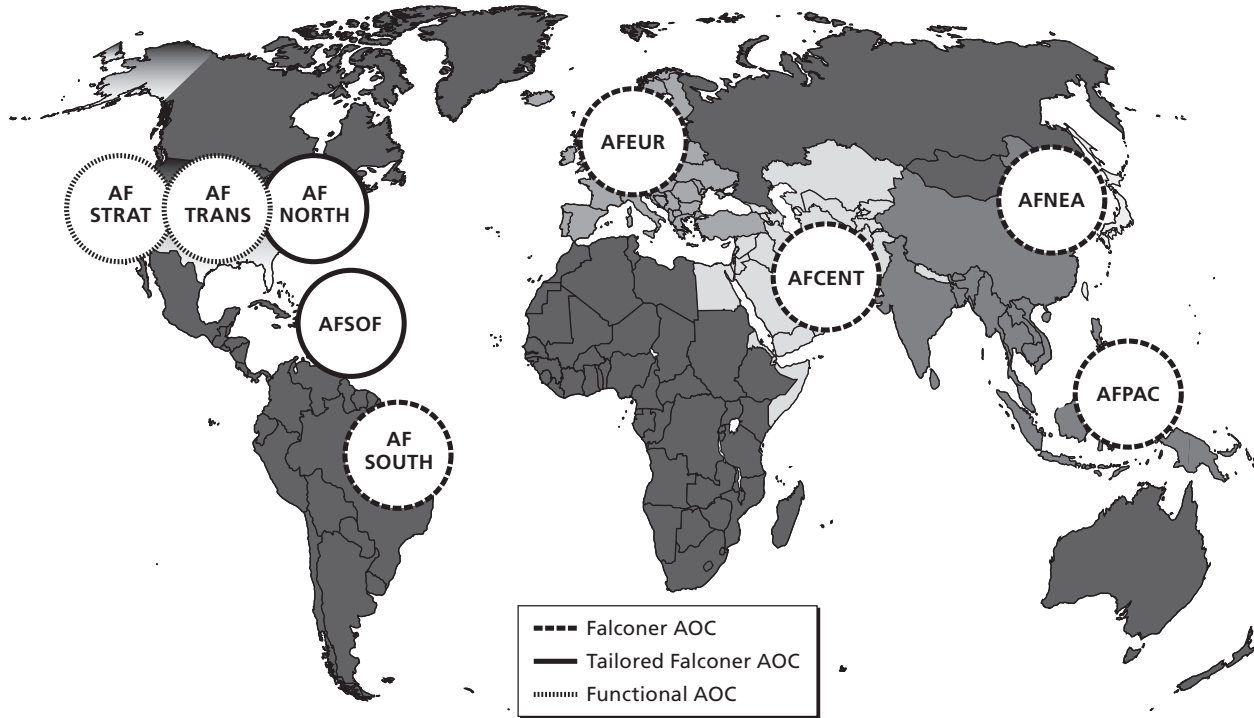 AFEUR
AF
STRAT
AF
TRANS
AF
NORTH
AFNEA
AFCENT
AFSOF
AFPAC
AF
SOUTH
Falconer AOC
Tailored Falconer AOC
Functional AOC